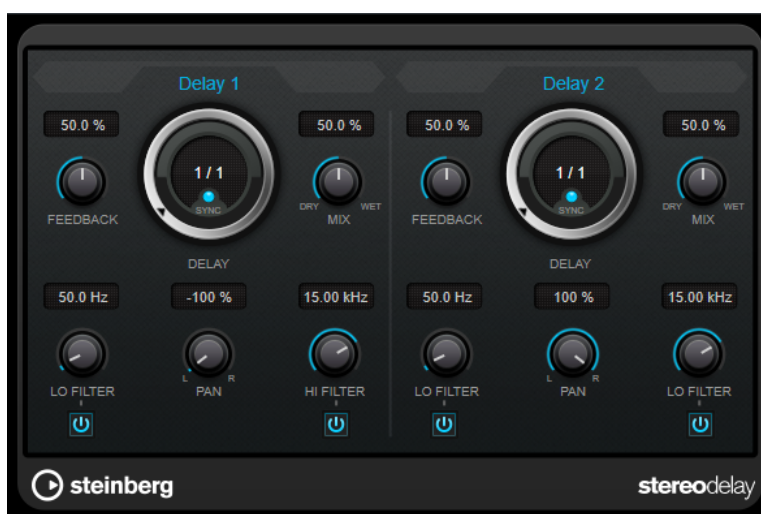 Delay 1 Delay 2
50.0 % 50.0 % 50.0 % 50.0 %
1 / 1 1 / 1
SYNC SYNC
DRY WET DRY WET
FEEDBACK MIX FEEDBACK MIX
DELAY DELAY
50.0 Hz -100 % 15.00 kHz 50.0 Hz 100 % 15.00 kHz
L R L R
LO FILTER PAN HI FILTER LO FILTER PAN LO FILTER
steinberg stereodelay